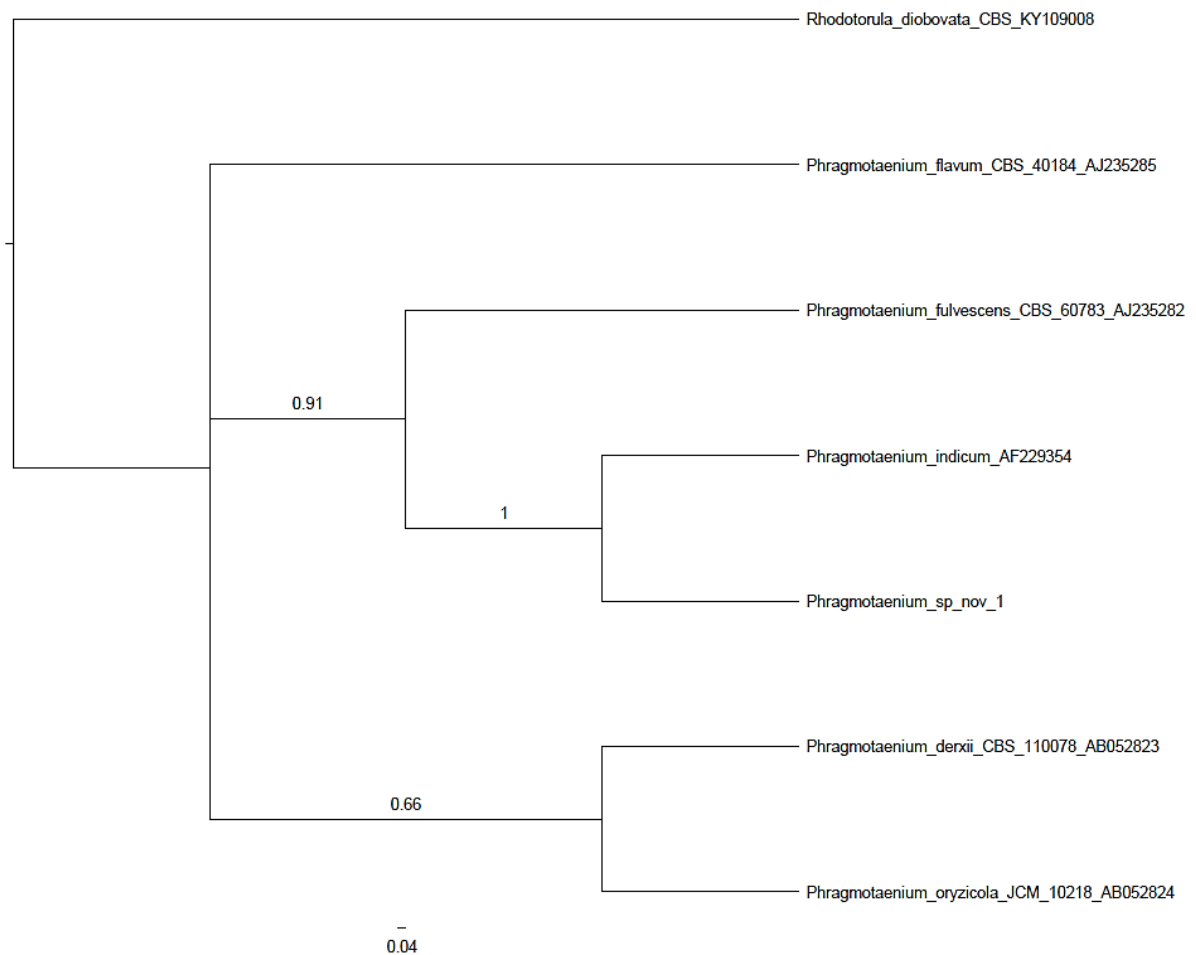 Rhodotorula_diobovata_CBS_KY109008
Phragmotaenium_flavum_CBS_40184_AJ235285
Phragmotaenium_fulvescens_CBS_60783_AJ235282
0.91
Phragmotaenium_indicum_AF229354
1
Phragmotaenium_sp_nov_1
Phragmotaenium_derxii_CBS_110078_AB052823
0.66
Phragmotaenium_oryzicola_JCM_10218_AB052824
0.04